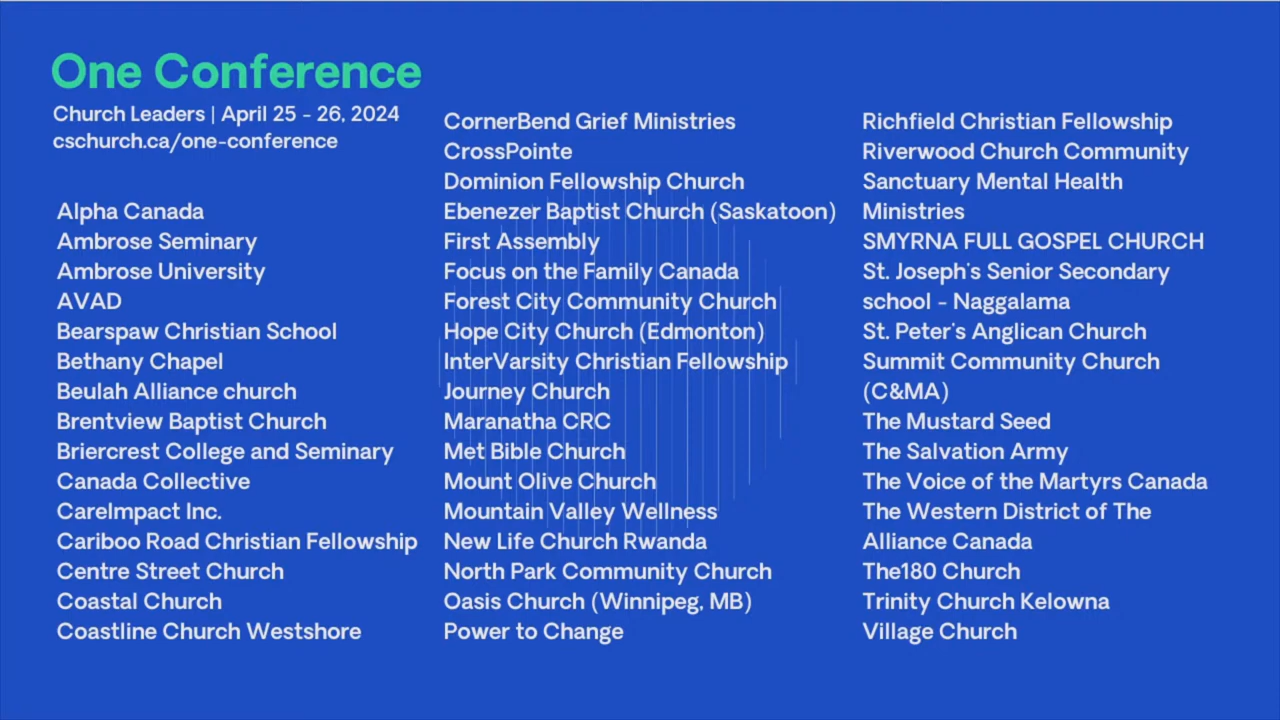 One Conference
Church Leaders | April 25 - 26, 2024
cschurch.ca/one-conference
Alpha Canada
Ambrose Seminary
Ambrose University
AVAD
Bearspaw Christian School
Bethany Chapel
Beulah Alliance church
Brentview Baptist Church
Briercrest College and Seminary
Canada Collective
CareImpact Inc.
Cariboo Road Christian Fellowship
Centre Street Church
Coastal Church
Coastline Church Westshore
CornerBend Grief Ministries
CrossPointe
Dominion Fellowship Church
Ebenezer Baptist Church (Saskatoon)
First Assembly
Focus on the Family Canada
Forest City Community Church
Hope City Church (Edmonton)
InterVarsity Christian Fellowship
Journey Church
Maranatha CRC
Met Bible Church
Mount Olive Church
Mountain Valley Wellness
New Life Church Rwanda
North Park Community Church
Oasis Church (Winnipeg, MB)
Power to Change
Richfield Christian Fellowship
Riverwood Church Community
Sanctuary Mental Health
Ministries
SMYRNA FULL GOSPEL CHURCH
St. Joseph's Senior Secondary
school - Naggalama
St. Peter's Anglican Church
Summit Community Church
(C&MA)
The Mustard Seed
The Salvation Army
The Voice of the Martyrs Canada
The Western District of The
Alliance Canada
The180 Church
Trinity Church Kelowna
Village Church